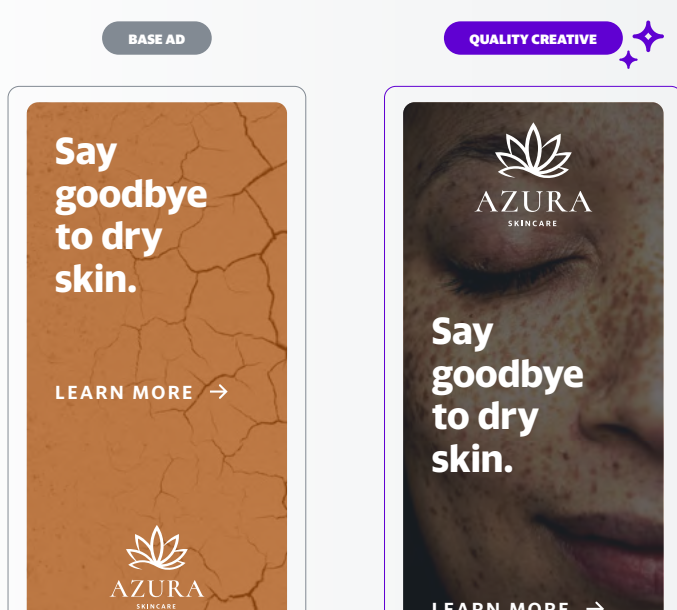 BASE AD
Say
goodbye
to dry
skin.
LEARN MORE
AZURA
SKINCARE
QUALITY CREATIVE
AZURA
SKINCARE
Say
goodbye
to dry
skin.
LEARN MORE